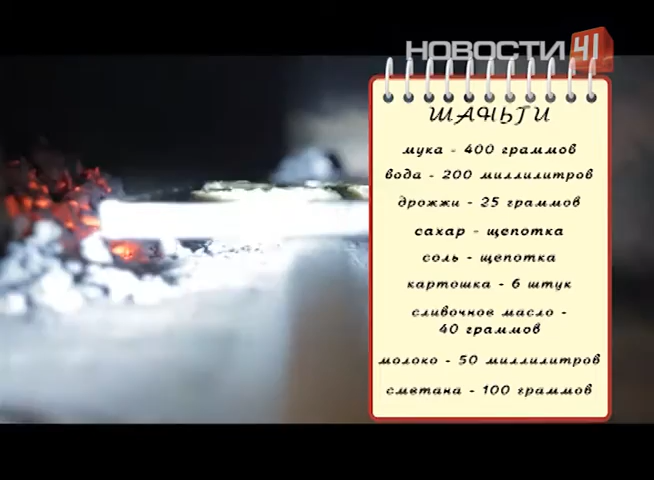 НОВОСТИ 41
ШАНЬГИ
мука - 400 граммов
вода - 200 миллилитров
дрожжи - 25 граммов
сахар - щепотка
соль - щепотка
картошка - 6 штук
сливочное масло -
40 граммов
молоко - 50 миллилитров
сметана - 100 граммов